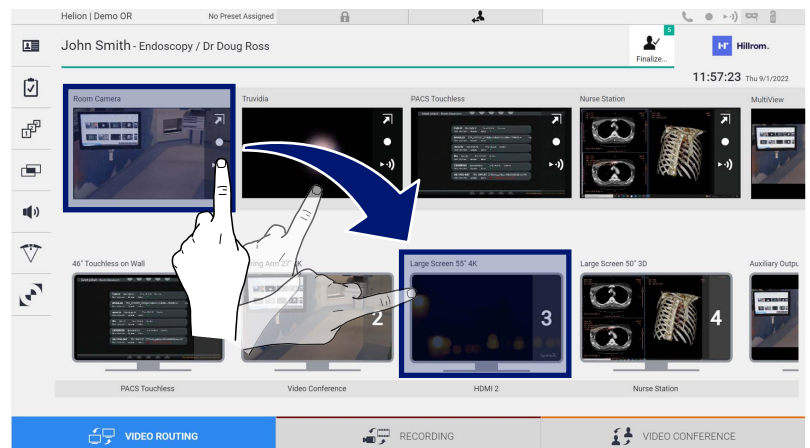 Helion | Demo OR
No Preset Assigned
John Smith - Endoscopy / Dr Doug Ross
5
Finalize...
Hillrom.
11:57:23 Thu 9/1/2022
Room Camera
Truvidia
PACS Touchless
Nurse Station
MultiView
46" Touchless on Wall
ing Arm 27" K
Large Screen 55" 4K
Large Screen 50" 3D
Auxiliary Outpu
2
3
4
PACS Touchless
Video Conference
HDMI 2
Nurse Station
VIDEO ROUTING
RECORDING
VIDEO CONFERENCE